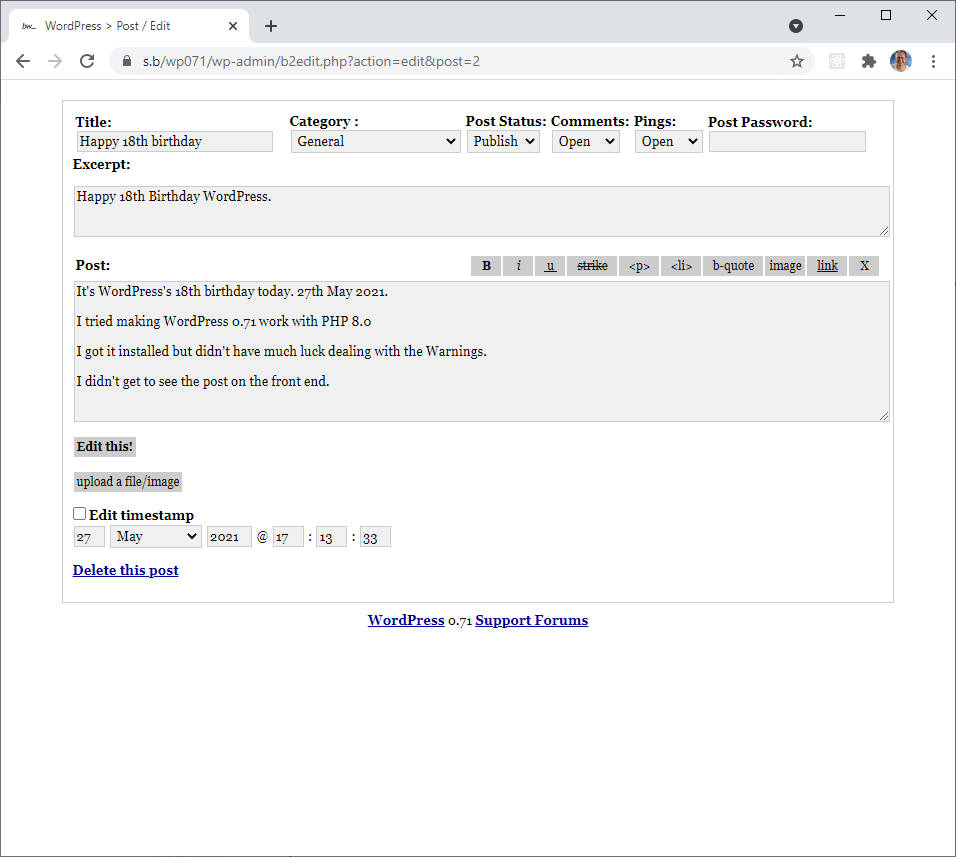 bw_ WordPress > Post / Edit
s.b/wp071/wp-admin/b2edit.php?action=edit&post=2
Title: Category : Post Status: Comments: Pings: Post Password:
Happy 18th birthday General Publish Open Open
Excerpt:
Happy 18th Birthday WordPress.
Post: B i u strike <p> <li> b-quote image link X
It's WordPress's 18th birthday today. 27th May 2021.
I tried making WordPress 0.71 work with PHP 8.0
I got it installed but didn't have much luck dealing with the Warnings.
I didn't get to see the post on the front end.
Edit this!
upload a file/image
Edit timestamp
27 May 2021 @ 17 : 13 : 33
Delete this post
WordPress 0.71 Support Forums